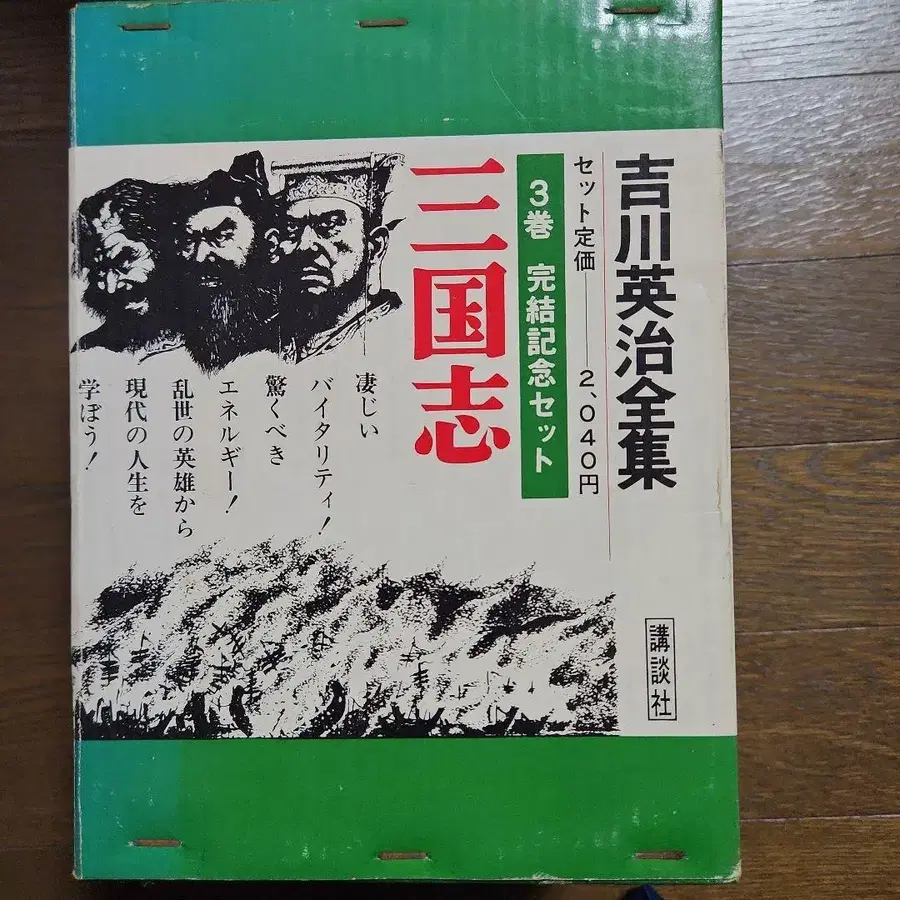 吉川英治全集
セット定価――2,040円
3巻 完結記念セット
三国志
――凄じい
バイタリティ!
驚くべき
エネルギー!
乱世の英雄から
現代の人生を
学ぼう!
講談社